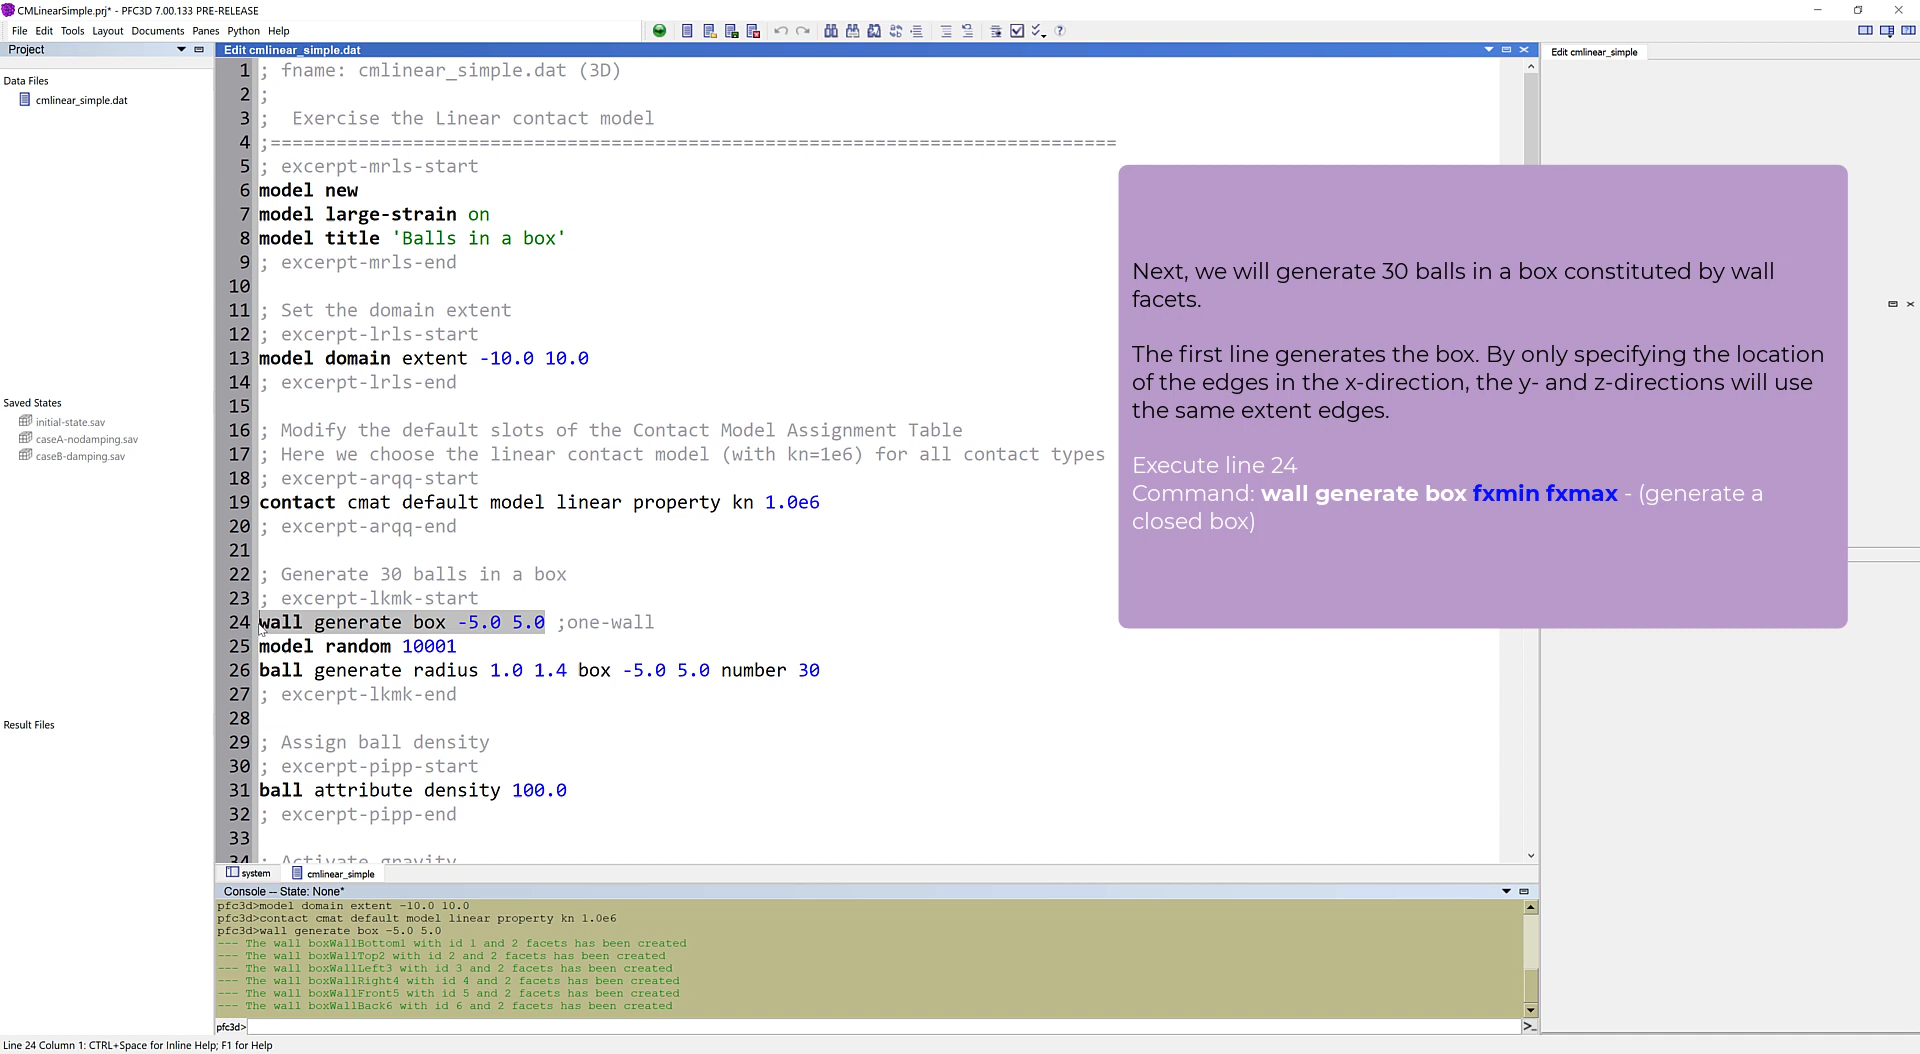 CMLinearSimple.prj* - PFC3D 7.00.133 PRE-RELEASE
File Edit Tools Layout Documents Panes Python Help
Project
Data Files
cmlinear_simple.dat
Saved States
initial-state.sav
caseA-nodamping.sav
caseB-damping.sav
Result Files
Edit cmlinear_simple.dat
1 ; fname: cmlinear_simple.dat (3D)
2 ;
3 ; Exercise the Linear contact model
4 ;=============================================================================
5 ; excerpt-mrls-start
6 model new
7 model large-strain on
8 model title 'Balls in a box'
9 ; excerpt-mrls-end
10
11 ; Set the domain extent
12 ; excerpt-lrls-start
13 model domain extent -10.0 10.0
14 ; excerpt-lrls-end
15
16 ; Modify the default slots of the Contact Model Assignment Table
17 ; Here we choose the linear contact model (with kn=1e6) for all contact types
18 ; excerpt-arqq-start
19 contact cmat default model linear property kn 1.0e6
20 ; excerpt-arqq-end
21
22 ; Generate 30 balls in a box
23 ; excerpt-lkmk-start
24 wall generate box -5.0 5.0 ;one-wall
25 model random 10001
26 ball generate radius 1.0 1.4 box -5.0 5.0 number 30
27 ; excerpt-lkmk-end
28
29 ; Assign ball density
30 ; excerpt-pipp-start
31 ball attribute density 100.0
32 ; excerpt-pipp-end
33
34 ; Activate gravity
Edit cmlinear_simple
Next, we will generate 30 balls in a box constituted by wall
facets.
The first line generates the box. By only specifying the location
of the edges in the x-direction, the y- and z-directions will use
the same extent edges.
Execute line 24
Command: wall generate box fxmin fxmax - (generate a
closed box)
system cmlinear_simple
Console -- State: None*
pfc3d>model domain extent -10.0 10.0
pfc3d>contact cmat default model linear property kn 1.0e6
pfc3d>wall generate box -5.0 5.0
--- The wall boxWallBottom1 with id 1 and 2 facets has been created
--- The wall boxWallTop2 with id 2 and 2 facets has been created
--- The wall boxWallLeft3 with id 3 and 2 facets has been created
--- The wall boxWallRight4 with id 4 and 2 facets has been created
--- The wall boxWallFront5 with id 5 and 2 facets has been created
--- The wall boxWallBack6 with id 6 and 2 facets has been created
pfc3d>
Line 24 Column 1: CTRL+Space for Inline Help; F1 for Help